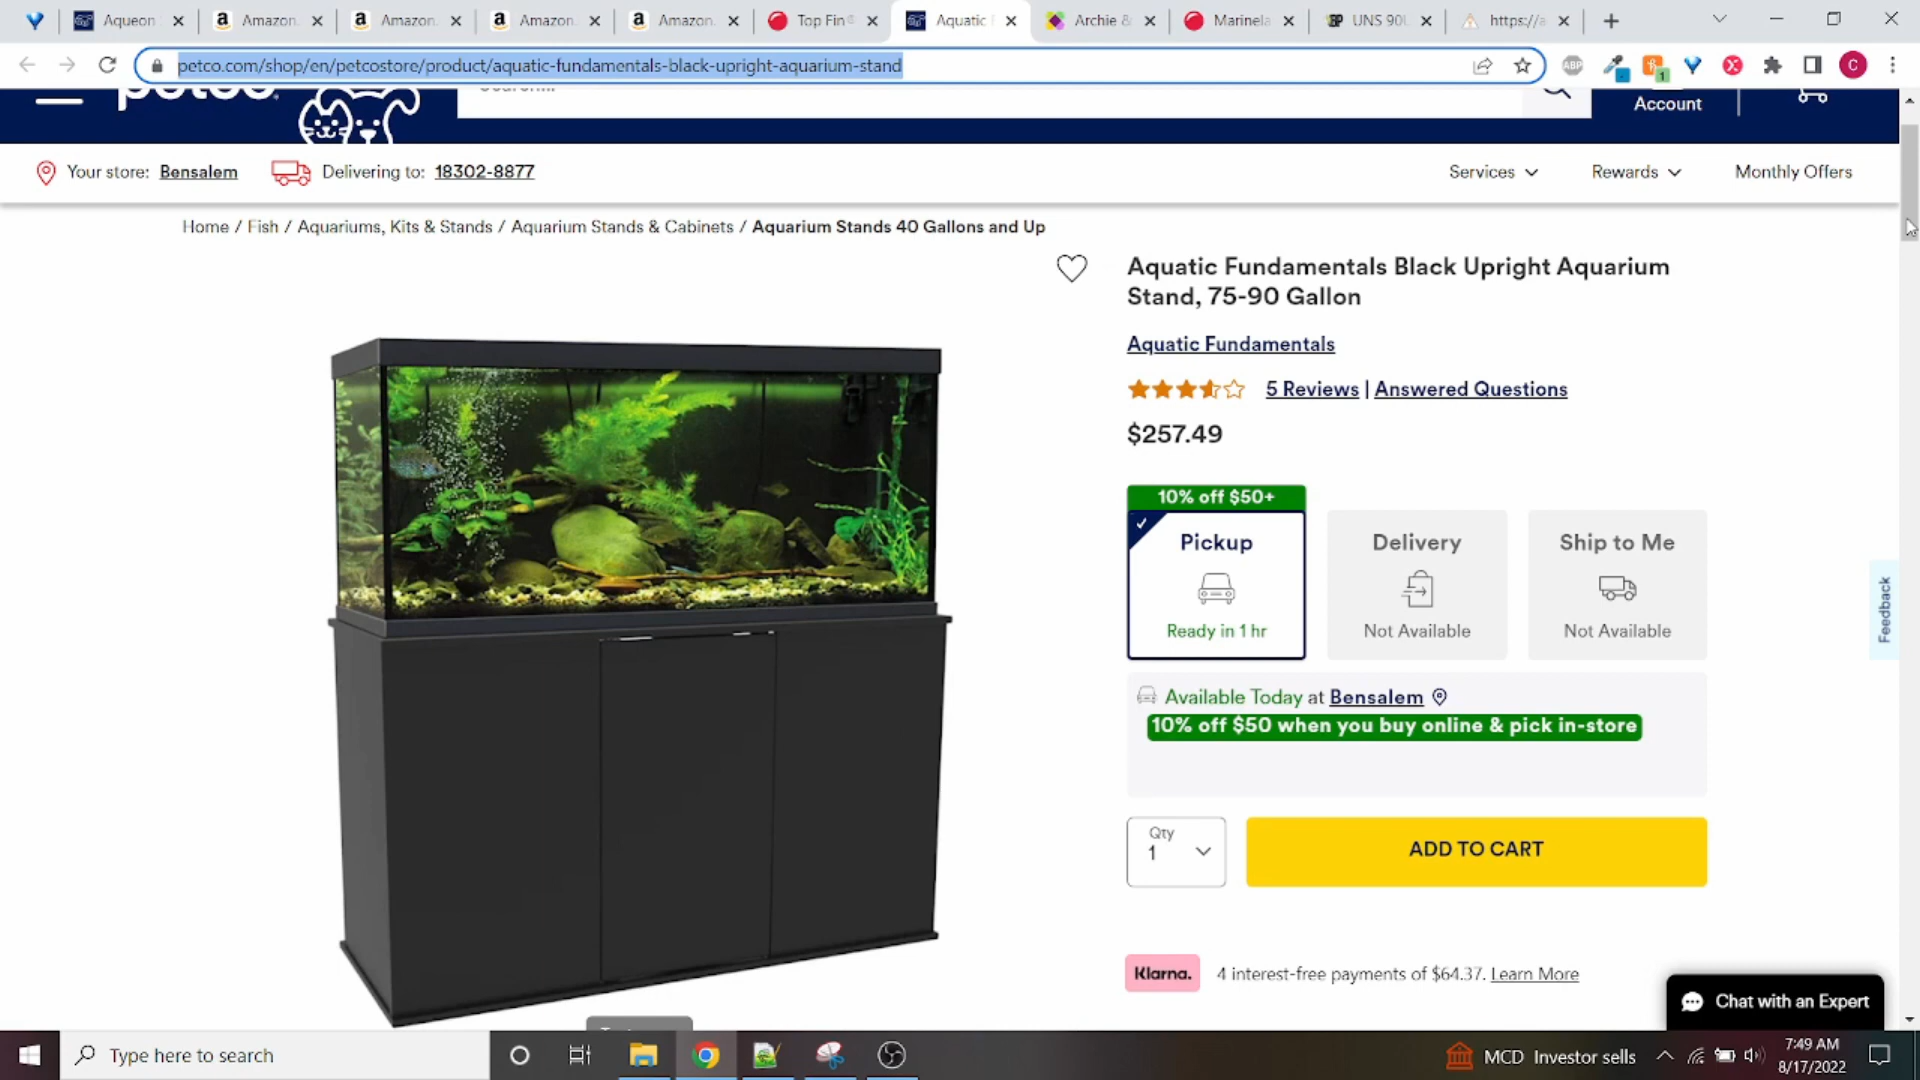 Aqueon
Amazon.
Amazon.
Amazon.
Amazon.
Top Fin®
Aquatic F
Archie &
Marinela
UNS 90U
https://a
petco.com/shop/en/petcostore/product/aquatic-fundamentals-black-upright-aquarium-stand
ABP
1
C
petco
Search...
Account
Your store: Bensalem
Delivering to: 18302-8877
Services
Rewards
Monthly Offers
Home / Fish / Aquariums, Kits & Stands / Aquarium Stands & Cabinets / Aquarium Stands 40 Gallons and Up
Aquatic Fundamentals Black Upright Aquarium
Stand, 75-90 Gallon
Aquatic Fundamentals
5 Reviews | Answered Questions
$257.49
10% off $50+
Pickup
Ready in 1 hr
Delivery
Not Available
Ship to Me
Not Available
Feedback
Available Today at Bensalem
10% off $50 when you buy online & pick in-store
Qty
1
ADD TO CART
Klarna. 4 interest-free payments of $64.37. Learn More
Chat with an Expert
Type here to search
MCD Investor sells
7:49 AM
8/17/2022